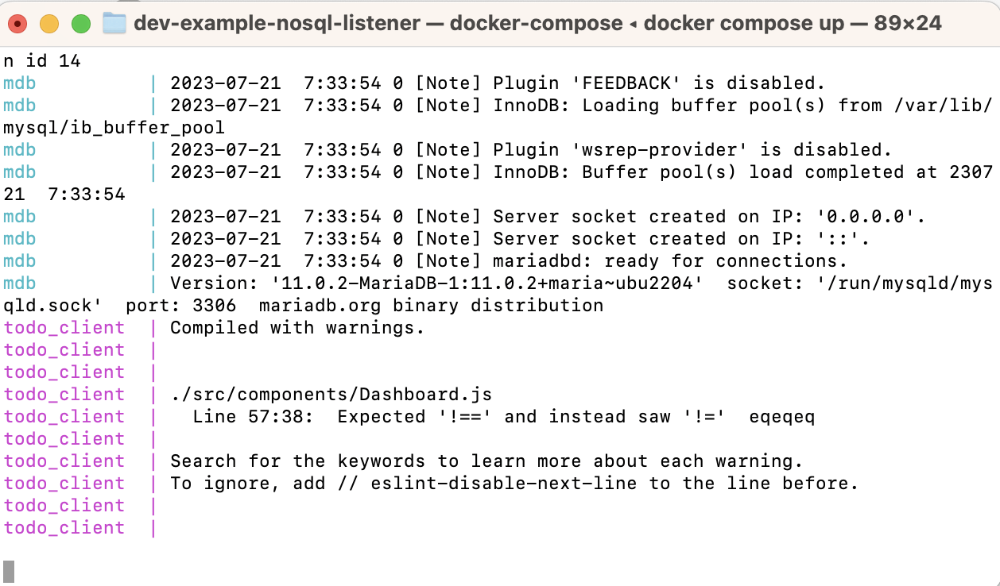 dev-example-nosql-listener — docker-compose ◂ docker compose up — 89×24
n id 14
mdb          | 2023-07-21  7:33:54 0 [Note] Plugin 'FEEDBACK' is disabled.
mdb          | 2023-07-21  7:33:54 0 [Note] InnoDB: Loading buffer pool(s) from /var/lib/
mysql/ib_buffer_pool
mdb          | 2023-07-21  7:33:54 0 [Note] Plugin 'wsrep-provider' is disabled.
mdb          | 2023-07-21  7:33:54 0 [Note] InnoDB: Buffer pool(s) load completed at 2307
21  7:33:54
mdb          | 2023-07-21  7:33:54 0 [Note] Server socket created on IP: '0.0.0.0'.
mdb          | 2023-07-21  7:33:54 0 [Note] Server socket created on IP: '::'.
mdb          | 2023-07-21  7:33:54 0 [Note] mariadbd: ready for connections.
mdb          | Version: '11.0.2-MariaDB-1:11.0.2+maria~ubu2204'  socket: '/run/mysqld/mys
qld.sock'  port: 3306  mariadb.org binary distribution
todo_client  | Compiled with warnings.
todo_client  |
todo_client  |
todo_client  | ./src/components/Dashboard.js
todo_client  |   Line 57:38:  Expected '!==' and instead saw '!='  eqeqeq
todo_client  |
todo_client  | Search for the keywords to learn more about each warning.
todo_client  | To ignore, add // eslint-disable-next-line to the line before.
todo_client  |
todo_client  |